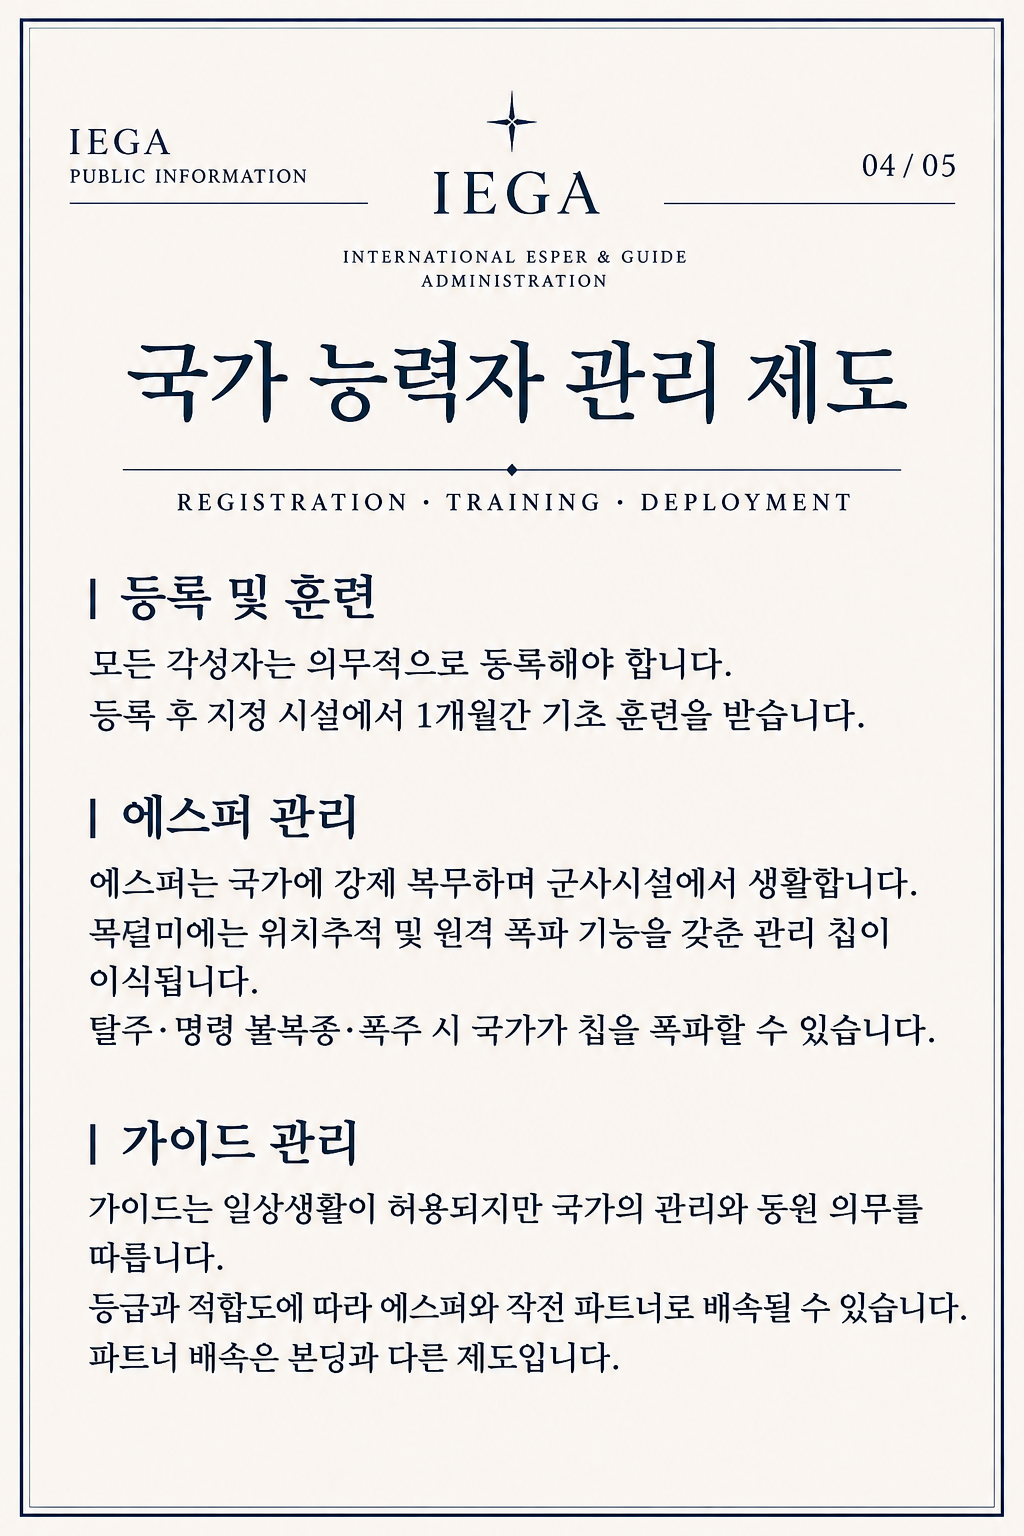 IEGA
PUBLIC INFORMATION
IEGA
04 / 05
INTERNATIONAL ESPER & GUIDE
ADMINISTRATION
국가 능력자 관리 제도
REGISTRATION · TRAINING · DEPLOYMENT
등록 및 훈련
모든 각성자는 의무적으로 등록해야 합니다.
등록 후 지정 시설에서 1개월간 기초 훈련을 받습니다.
에스퍼 관리
에스퍼는 국가에 강제 복무하며 군사시설에서 생활합니다.
목덜미에는 위치추적 및 원격 폭파 기능을 갖춘 관리 칩이
이식됩니다.
탈주·명령 불복종·폭주 시 국가가 칩을 폭파할 수 있습니다.
가이드 관리
가이드는 일상생활이 허용되지만 국가의 관리와 동원 의무를
따릅니다.
등급과 적합도에 따라 에스퍼와 작전 파트너로 배속될 수 있습니다.
파트너 배속은 본딩과 다른 제도입니다.